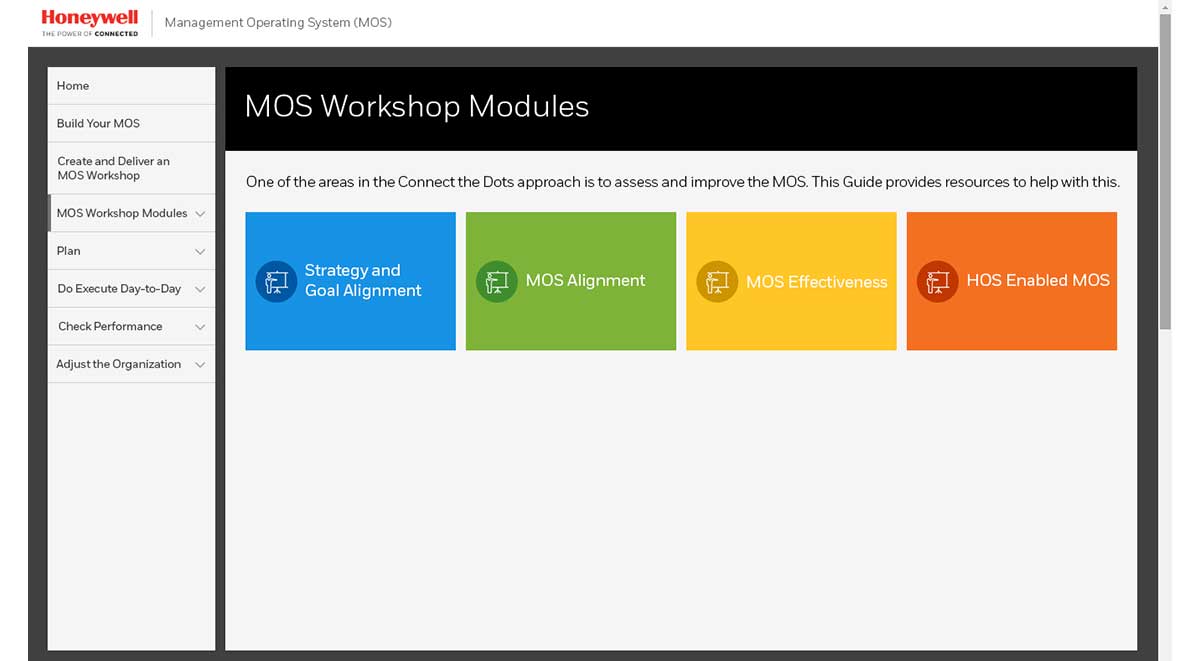 Honeywell
THE POWER OF CONNECTED
Management Operating System (MOS)
Home
Build Your MOS
Create and Deliver an
MOS Workshop
MOS Workshop Modules
Plan
Do Execute Day-to-Day
Check Performance
Adjust the Organization
MOS Workshop Modules
One of the areas in the Connect the Dots approach is to assess and improve the MOS. This Guide provides resources to help with this.
Strategy and
Goal Alignment
MOS Alignment
MOS Effectiveness
HOS Enabled MOS